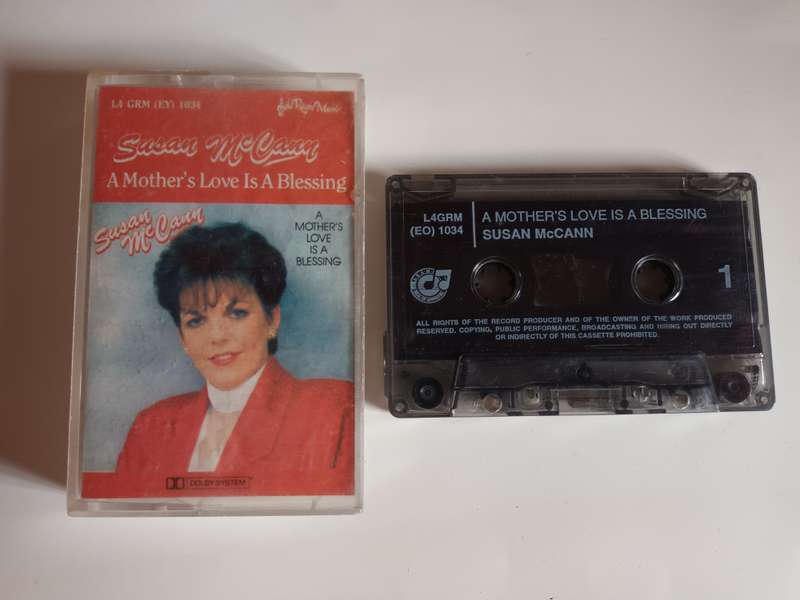 L4 GRM (EY) 1034
Susan McCann
A Mother's Love Is A Blessing
Susan
McCann
A
MOTHER'S
LOVE
IS A
BLESSING
DOLBY SYSTEM
L4GRM
(EO) 1034
A MOTHER'S LOVE IS A BLESSING
SUSAN McCANN
1
ALL RIGHTS OF THE RECORD PRODUCER AND OF THE OWNER OF THE WORK PRODUCED
RESERVED. COPYING, PUBLIC PERFORMANCE, BROADCASTING AND HIRING OUT DIRECTLY
OR INDIRECTLY OF THIS CASSETTE PROHIBITED.